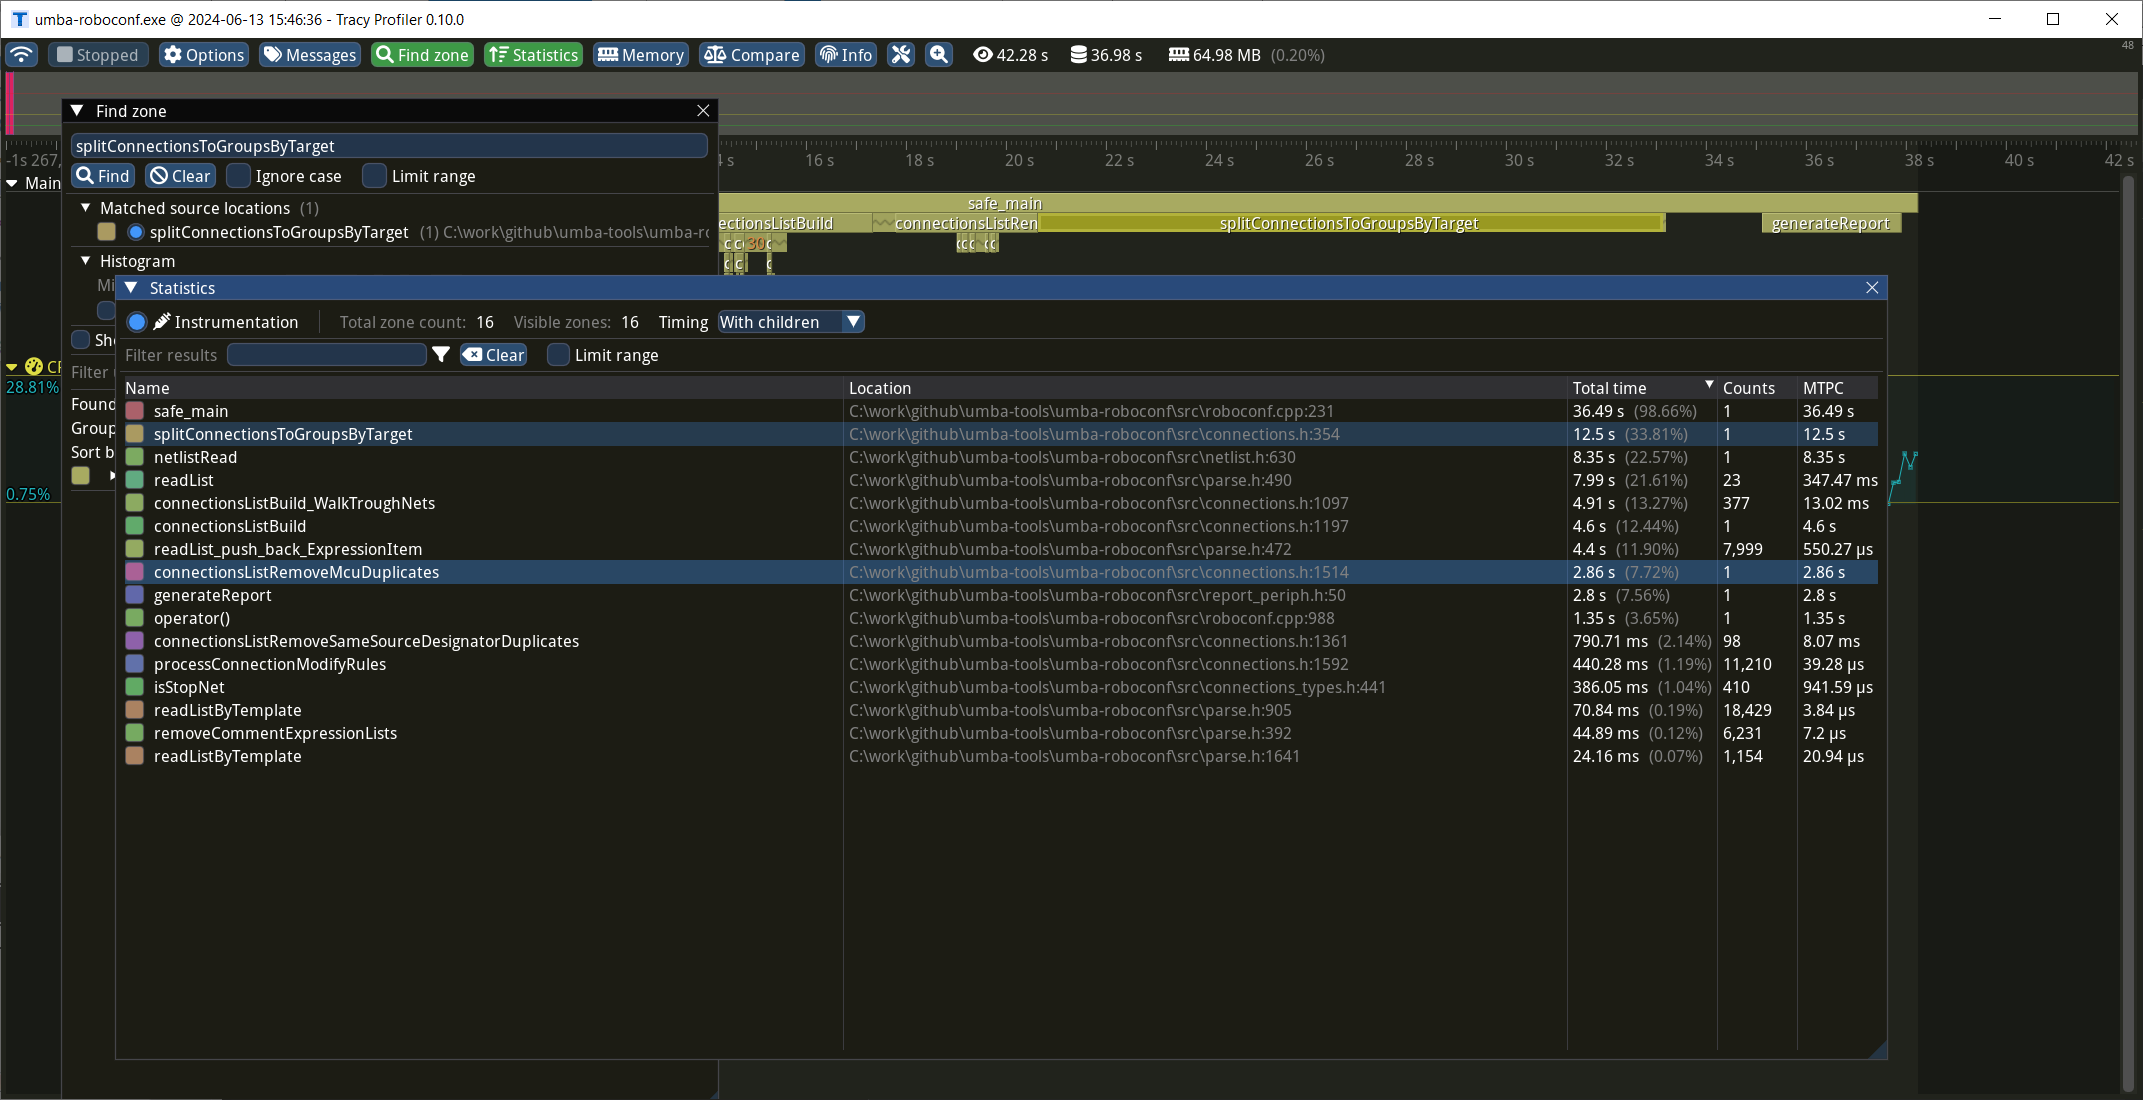 umba-roboconf.exe @ 2024-06-13 15:46:36 - Tracy Profiler 0.10.0
Stopped Options Messages Find zone Statistics Memory Compare Info 42.28 s 36.98 s 64.98 MB (0.20%) 48
Find zone
splitConnectionsToGroupsByTarget
-1s 267, 16 s 18 s 20 s 22 s 24 s 26 s 28 s 30 s 32 s 34 s 36 s 38 s 40 s 42 s
Find Clear Ignore case Limit range
Main
safe_main
Matched source locations (1)
ectionsListBuild connectionsListRen splitConnectionsToGroupsByTarget generateReport
splitConnectionsToGroupsByTarget (1) C:\work\github\umba-tools\umba-r
Histogram
Statistics
Instrumentation Total zone count: 16 Visible zones: 16 Timing With children
Filter results Clear Limit range
28.81%
Filter
Found
Group
Sort b
0.75%
Name Location Total time Counts MTPC
safe_main C:\work\github\umba-tools\umba-roboconf\src\roboconf.cpp:231 36.49 s (98.66%) 1 36.49 s
splitConnectionsToGroupsByTarget C:\work\github\umba-tools\umba-roboconf\src\connections.h:354 12.5 s (33.81%) 1 12.5 s
netlistRead C:\work\github\umba-tools\umba-roboconf\src\netlist.h:630 8.35 s (22.57%) 1 8.35 s
readList C:\work\github\umba-tools\umba-roboconf\src\parse.h:490 7.99 s (21.61%) 23 347.47 ms
connectionsListBuild_WalkTroughNets C:\work\github\umba-tools\umba-roboconf\src\connections.h:1097 4.91 s (13.27%) 377 13.02 ms
connectionsListBuild C:\work\github\umba-tools\umba-roboconf\src\connections.h:1197 4.6 s (12.44%) 1 4.6 s
readList_push_back_ExpressionItem C:\work\github\umba-tools\umba-roboconf\src\parse.h:472 4.4 s (11.90%) 7,999 550.27 µs
connectionsListRemoveMcuDuplicates C:\work\github\umba-tools\umba-roboconf\src\connections.h:1514 2.86 s (7.72%) 1 2.86 s
generateReport C:\work\github\umba-tools\umba-roboconf\src\report_periph.h:50 2.8 s (7.56%) 1 2.8 s
operator() C:\work\github\umba-tools\umba-roboconf\src\roboconf.cpp:988 1.35 s (3.65%) 1 1.35 s
connectionsListRemoveSameSourceDesignatorDuplicates C:\work\github\umba-tools\umba-roboconf\src\connections.h:1361 790.71 ms (2.14%) 98 8.07 ms
processConnectionModifyRules C:\work\github\umba-tools\umba-roboconf\src\connections.h:1592 440.28 ms (1.19%) 11,210 39.28 µs
isStopNet C:\work\github\umba-tools\umba-roboconf\src\connections_types.h:441 386.05 ms (1.04%) 410 941.59 µs
readListByTemplate C:\work\github\umba-tools\umba-roboconf\src\parse.h:905 70.84 ms (0.19%) 18,429 3.84 µs
removeCommentExpressionLists C:\work\github\umba-tools\umba-roboconf\src\parse.h:392 44.89 ms (0.12%) 6,231 7.2 µs
readListByTemplate C:\work\github\umba-tools\umba-roboconf\src\parse.h:1641 24.16 ms (0.07%) 1,154 20.94 µs